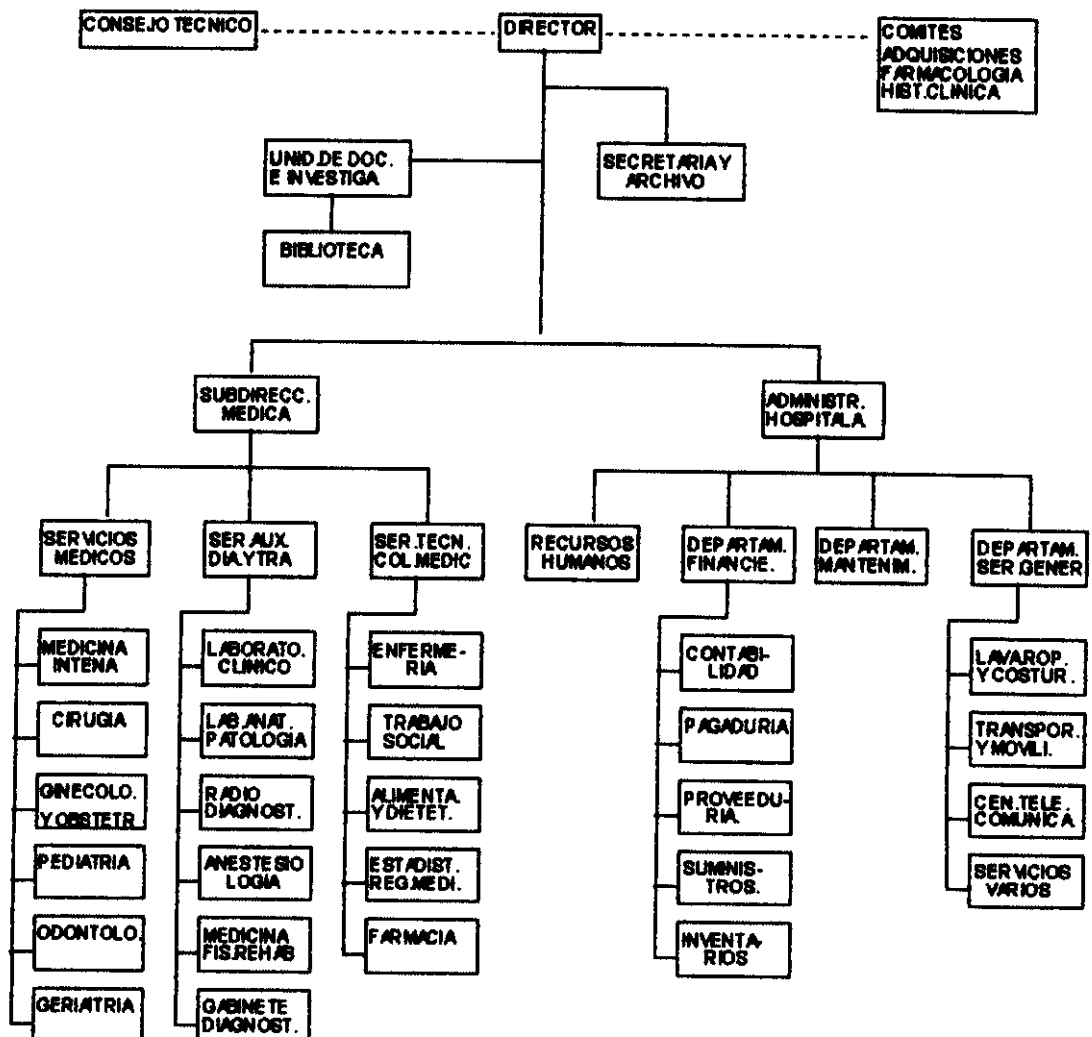 CONSEJO TECNICO
DIRECTOR
COMITES
ADQUISICIONES
FARMACOLOGIA
HIST.CLINICA
UNID.DE DOC.
E INVESTIGA
SECRETARIA Y
ARCHIVO
BIBLIOTECA
SUBDIRECC.
MEDICA
ADMINISTR.
HOSPITALA
SERVICIOS
MEDICOS
SER.AUX.
DIA.Y TRA
SER.TECN.
COL.MEDIC
RECURSOS
HUMANOS
DEPARTAM.
FINANCIE.
DEPARTAM.
MANTENIM.
DEPARTAM.
SER.GENER
MEDICINA
INTENA
CIRUGIA
GINECOLO.
Y OBSTETR
PEDIATRIA
ODONTOLO.
GERIATRIA
LABORATO.
CLINICO
LAB.ANAT.
PATOLOGIA
RADIO
DIAGNOST.
ANESTESIO
LOGIA
MEDICINA
FIS.REHAB
GABINETE
DIAGNOST.
ENFERME-
RIA
TRABAJO
SOCIAL
ALIMENTA.
Y DIETET.
ESTADIST.
REG.MEDI.
FARMACIA
CONTABI-
LIDAD
PAGADURIA
PROVEEDU-
RIA.
SUMINIS-
TROS.
INVENTA-
RIOS
LAVAROP.
Y COSTUR.
TRANSPOR.
Y MOVILI.
CEN.TELE.
COMUNICA
SERVICIOS
VARIOS